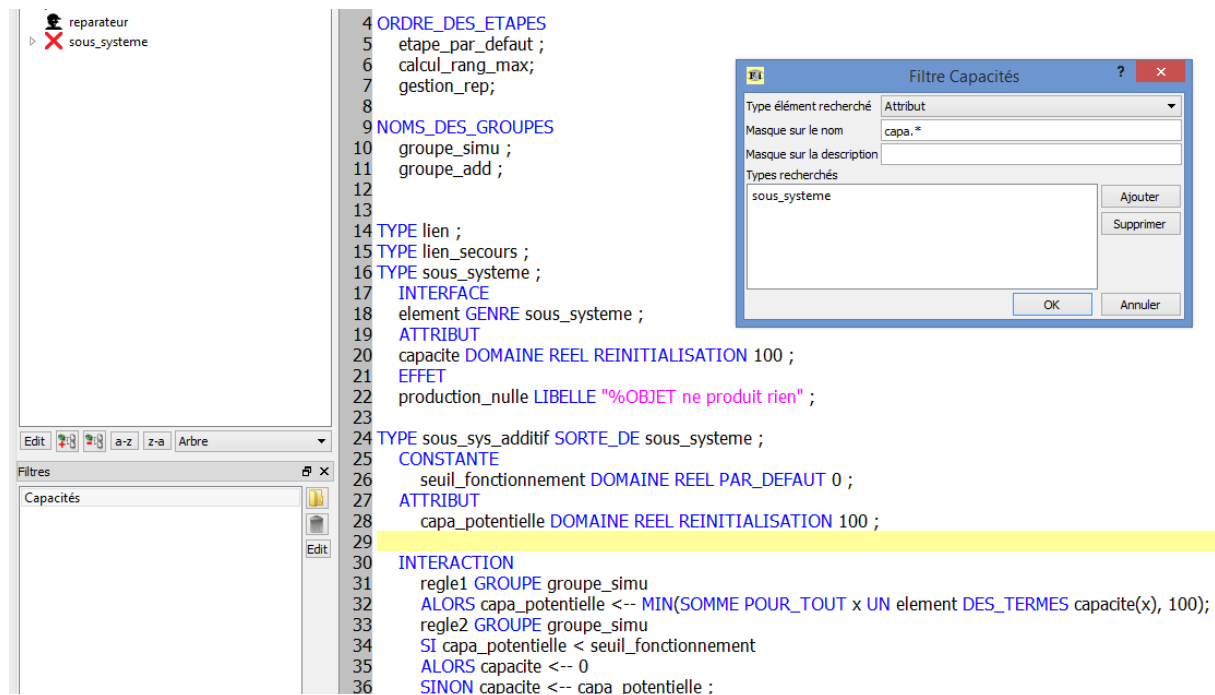 reparateur
sous_systeme
Edit a-z z-a Arbre
Filtres
Capacités
Edit
4 ORDRE_DES_ETAPES
5 etape_par_defaut ;
6 calcul_rang_max;
7 gestion_rep;
8
9 NOMS_DES_GROUPES
10 groupe_simu ;
11 groupe_add ;
12
13
14 TYPE lien ;
15 TYPE lien_secours ;
16 TYPE sous_systeme ;
17 INTERFACE
18 element GENRE sous_systeme ;
19 ATTRIBUT
20 capacite DOMAINE REEL REINITIALISATION 100 ;
21 EFFET
22 production_nulle LIBELLE "%OBJET ne produit rien" ;
23
24 TYPE sous_sys_additif SORTE_DE sous_systeme ;
25 CONSTANTE
26 seuil_fonctionnement DOMAINE REEL PAR_DEFAUT 0 ;
27 ATTRIBUT
28 capa_potentielle DOMAINE REEL REINITIALISATION 100 ;
29
30 INTERACTION
31 regle1 GROUPE groupe_simu
32 ALORS capa_potentielle <-- MIN(SOMME POUR_TOUT x UN element DES_TERMES capacite(x), 100);
33 regle2 GROUPE groupe_simu
34 SI capa_potentielle < seuil_fonctionnement
35 ALORS capacite <-- 0
36 SINON capacite <-- capa_potentielle ;
Filtre Capacités ?
Type élément recherché Attribut
Masque sur le nom capa.*
Masque sur la description
Types recherchés
sous_systeme
Ajouter
Supprimer
OK Annuler